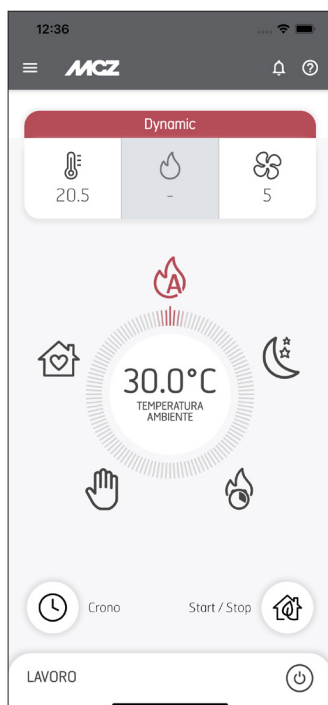 12:36
MCZ
Dynamic
20.5
-
5
A
30.0°C
TEMPERATURA
AMBIENTE
Crono
Start / Stop
LAVORO